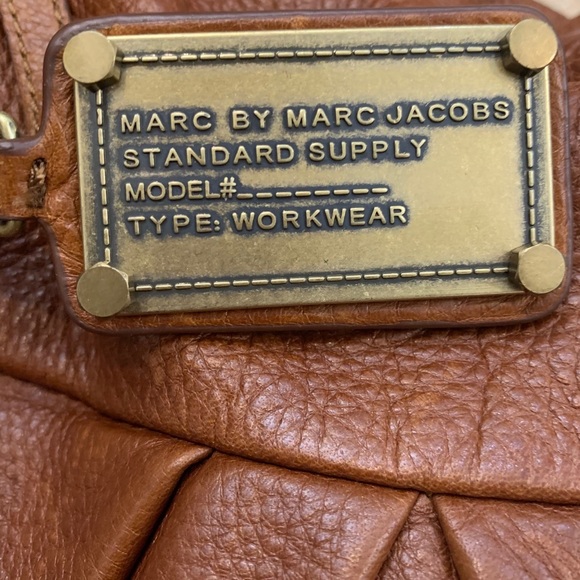 MARC BY MARC JACOBS
STANDARD SUPPLY
MODEL#________
TYPE: WORKWEAR